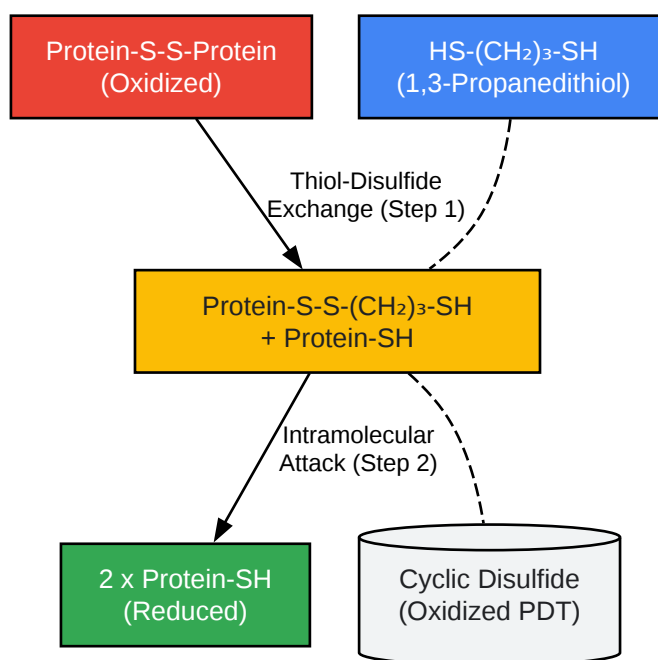 Protein-S-S-Protein
(Oxidized)
HS-(CH₂)₃-SH
(1,3-Propanedithiol)
Thiol-Disulfide
Exchange (Step 1)
Protein-S-S-(CH₂)₃-SH
+ Protein-SH
Intramolecular
Attack (Step 2)
2 x Protein-SH
(Reduced)
Cyclic Disulfide
(Oxidized PDT)